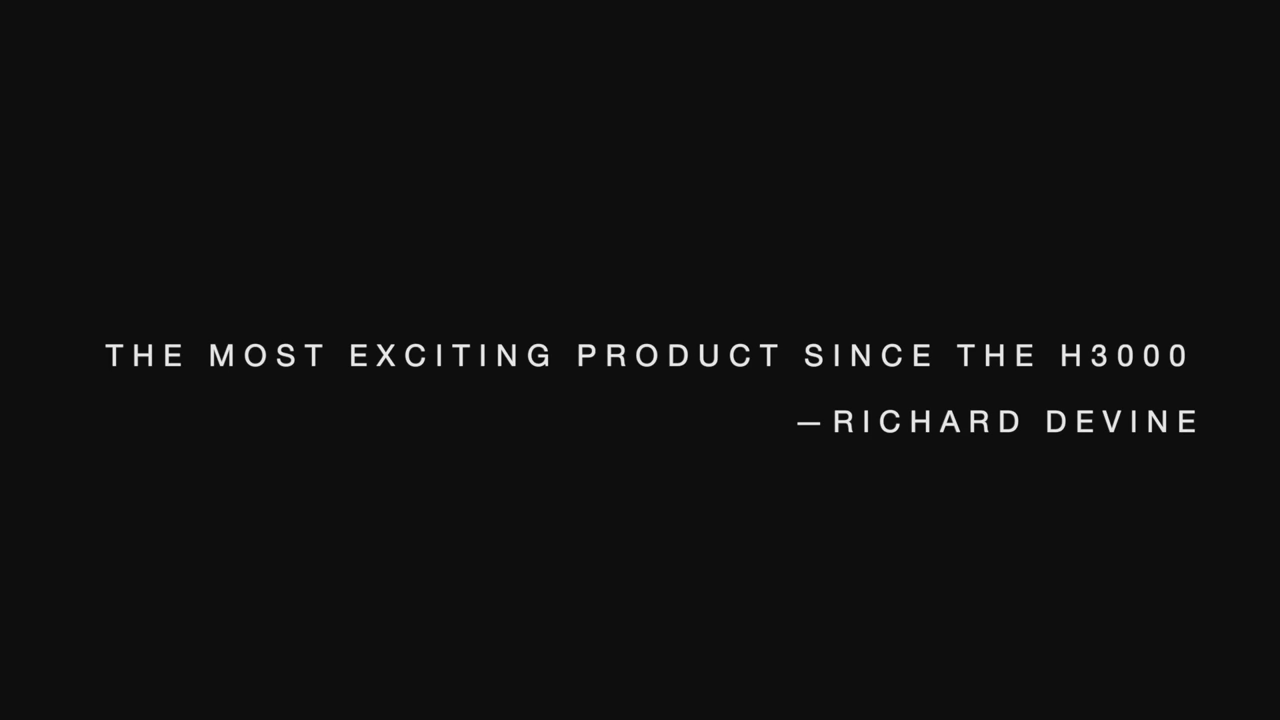 THE MOST EXCITING PRODUCT SINCE THE H3000
—RICHARD DEVINE